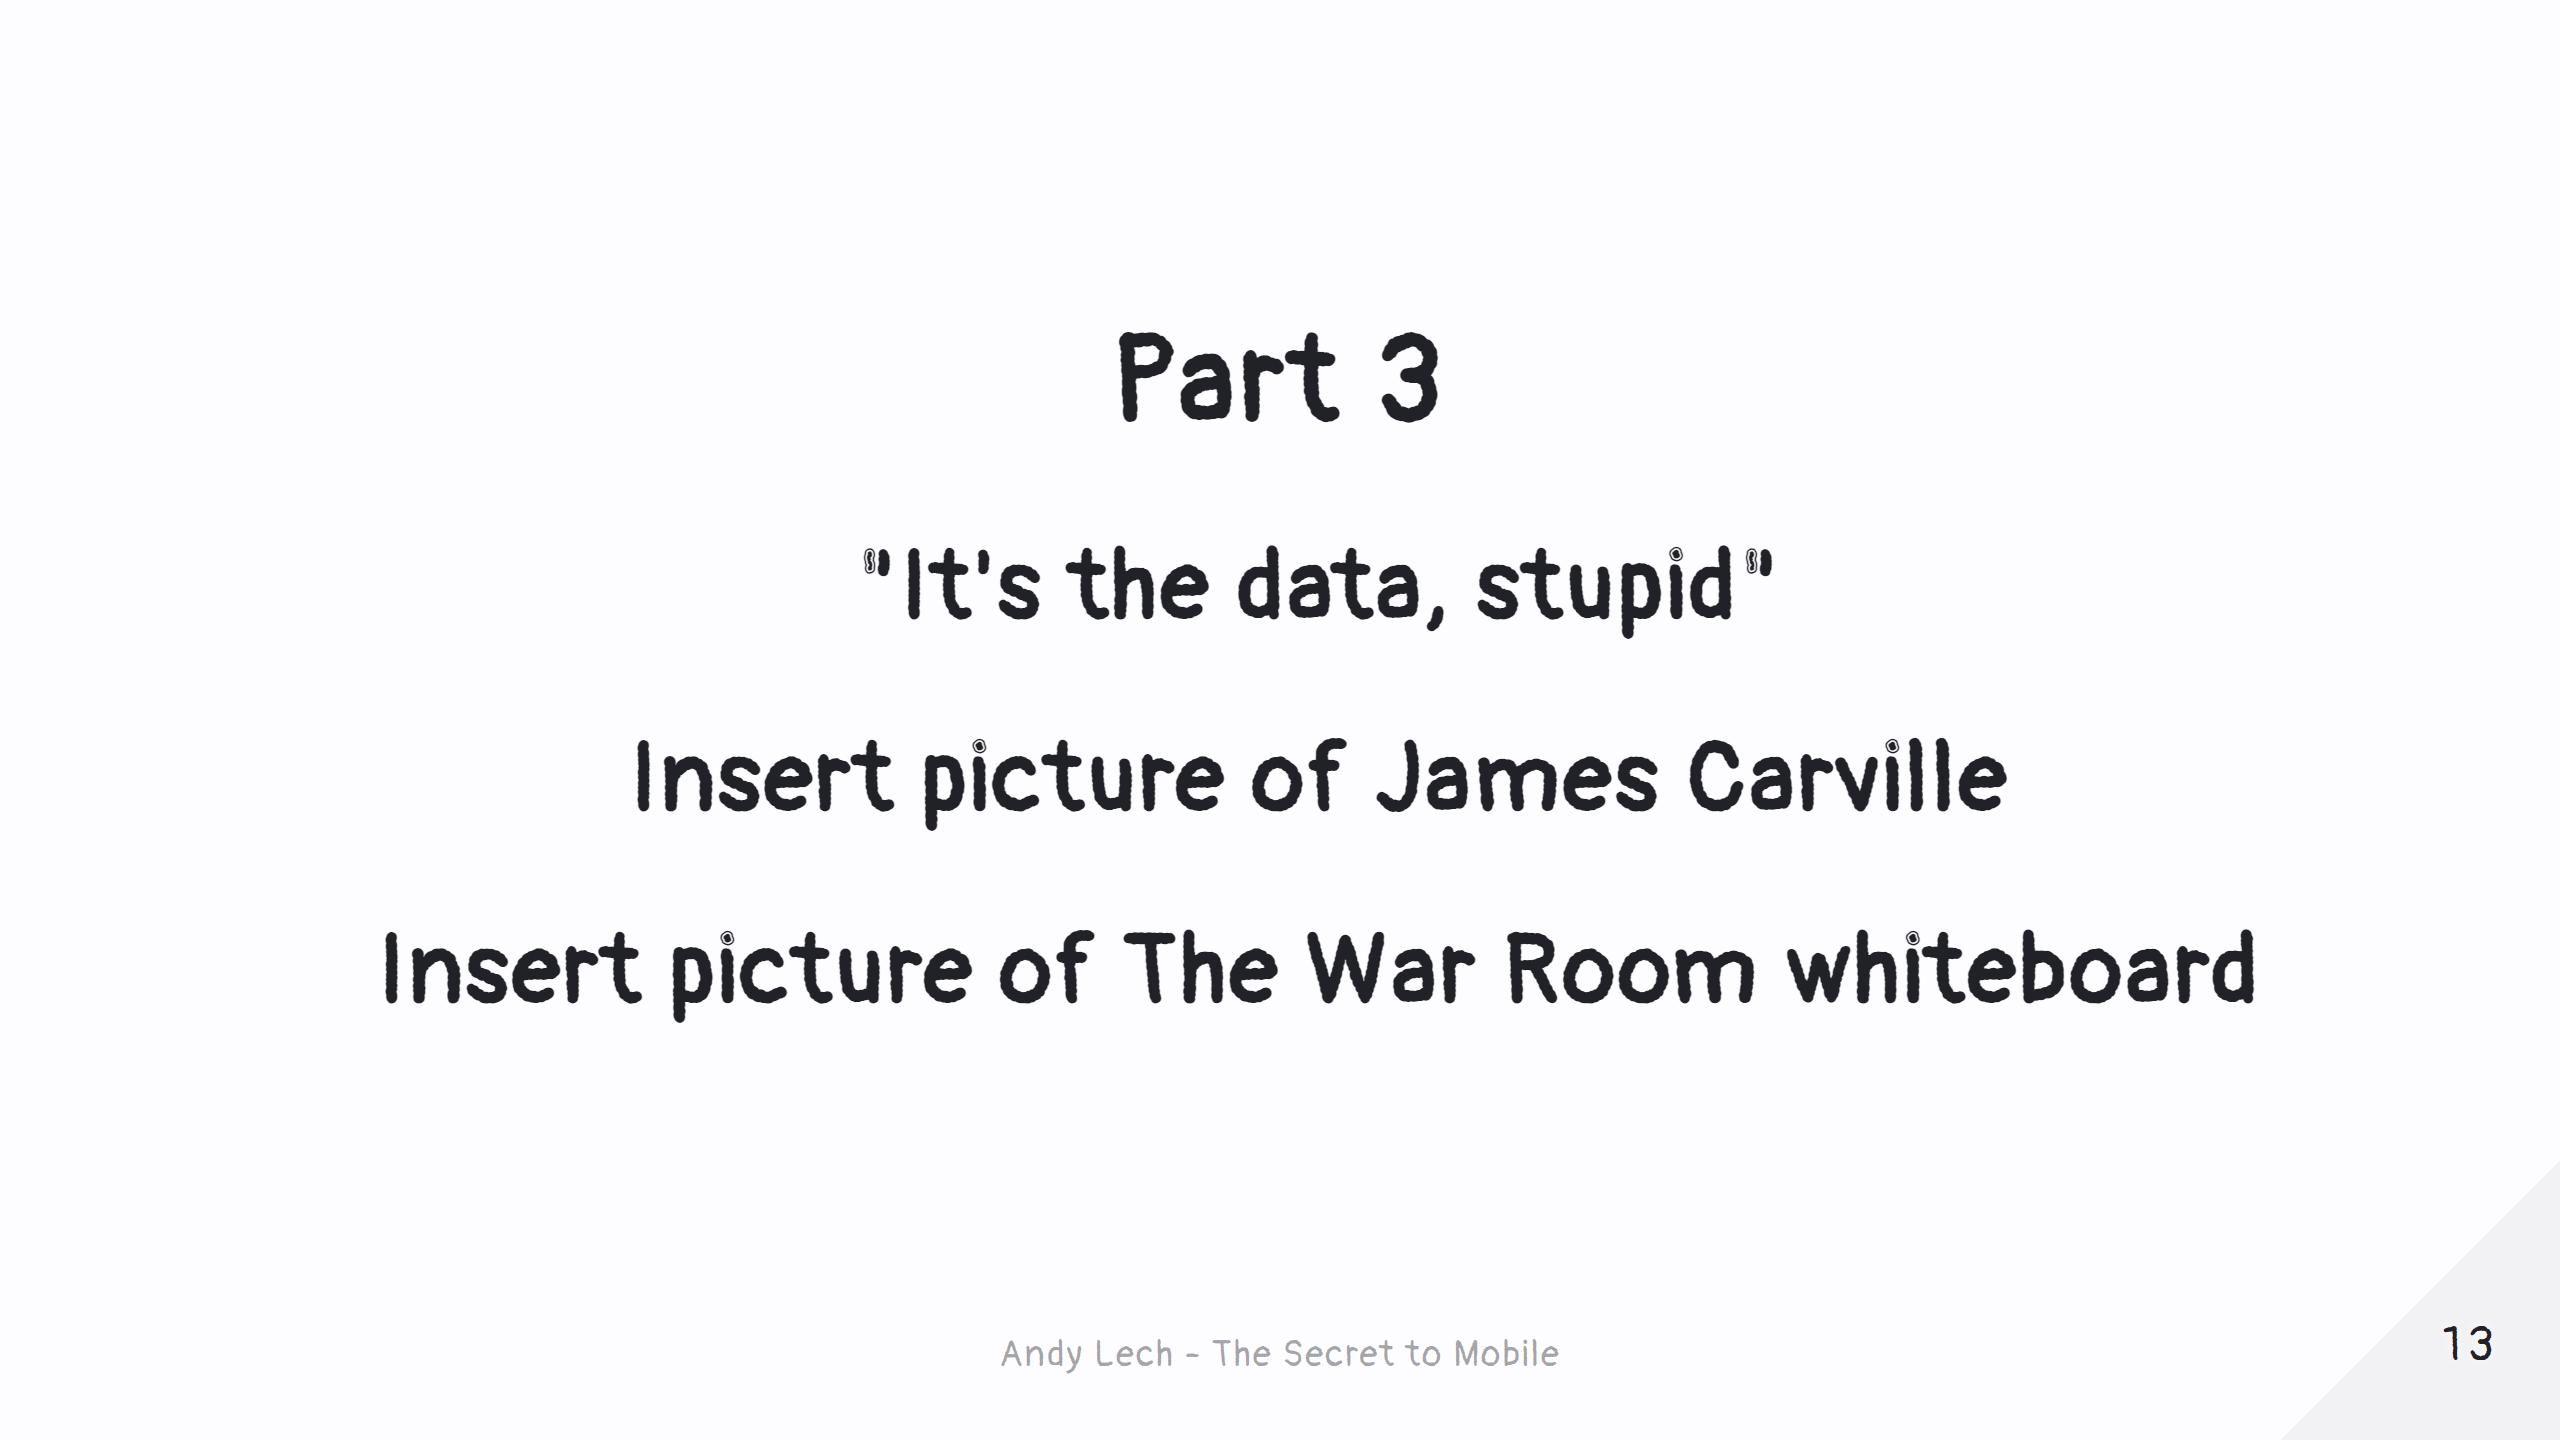 Part 3
"It's the data, stupid"
Insert picture of James Carville
Insert picture of The War Room whiteboard
Andy Lech - The Secret to Mobile
13